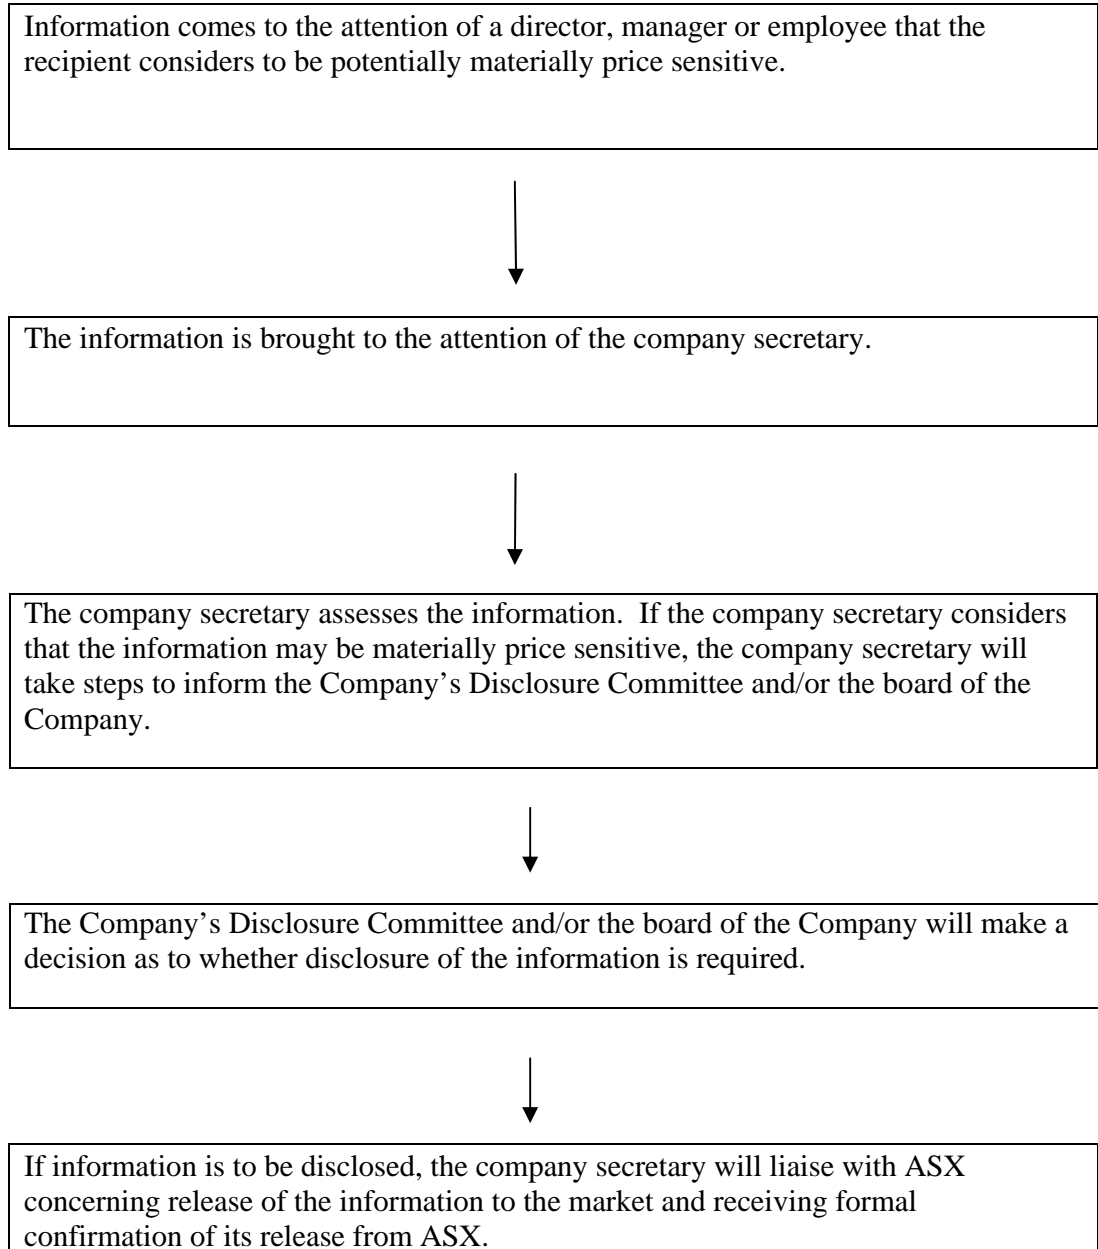 Information comes to the attention of a director, manager or employee that the
recipient considers to be potentially materially price sensitive.
The information is brought to the attention of the company secretary.
The company secretary assesses the information.  If the company secretary considers
that the information may be materially price sensitive, the company secretary will
take steps to inform the Company’s Disclosure Committee and/or the board of the
Company.
The Company’s Disclosure Committee and/or the board of the Company will make a
decision as to whether disclosure of the information is required.
If information is to be disclosed, the company secretary will liaise with ASX
concerning release of the information to the market and receiving formal
confirmation of its release from ASX.